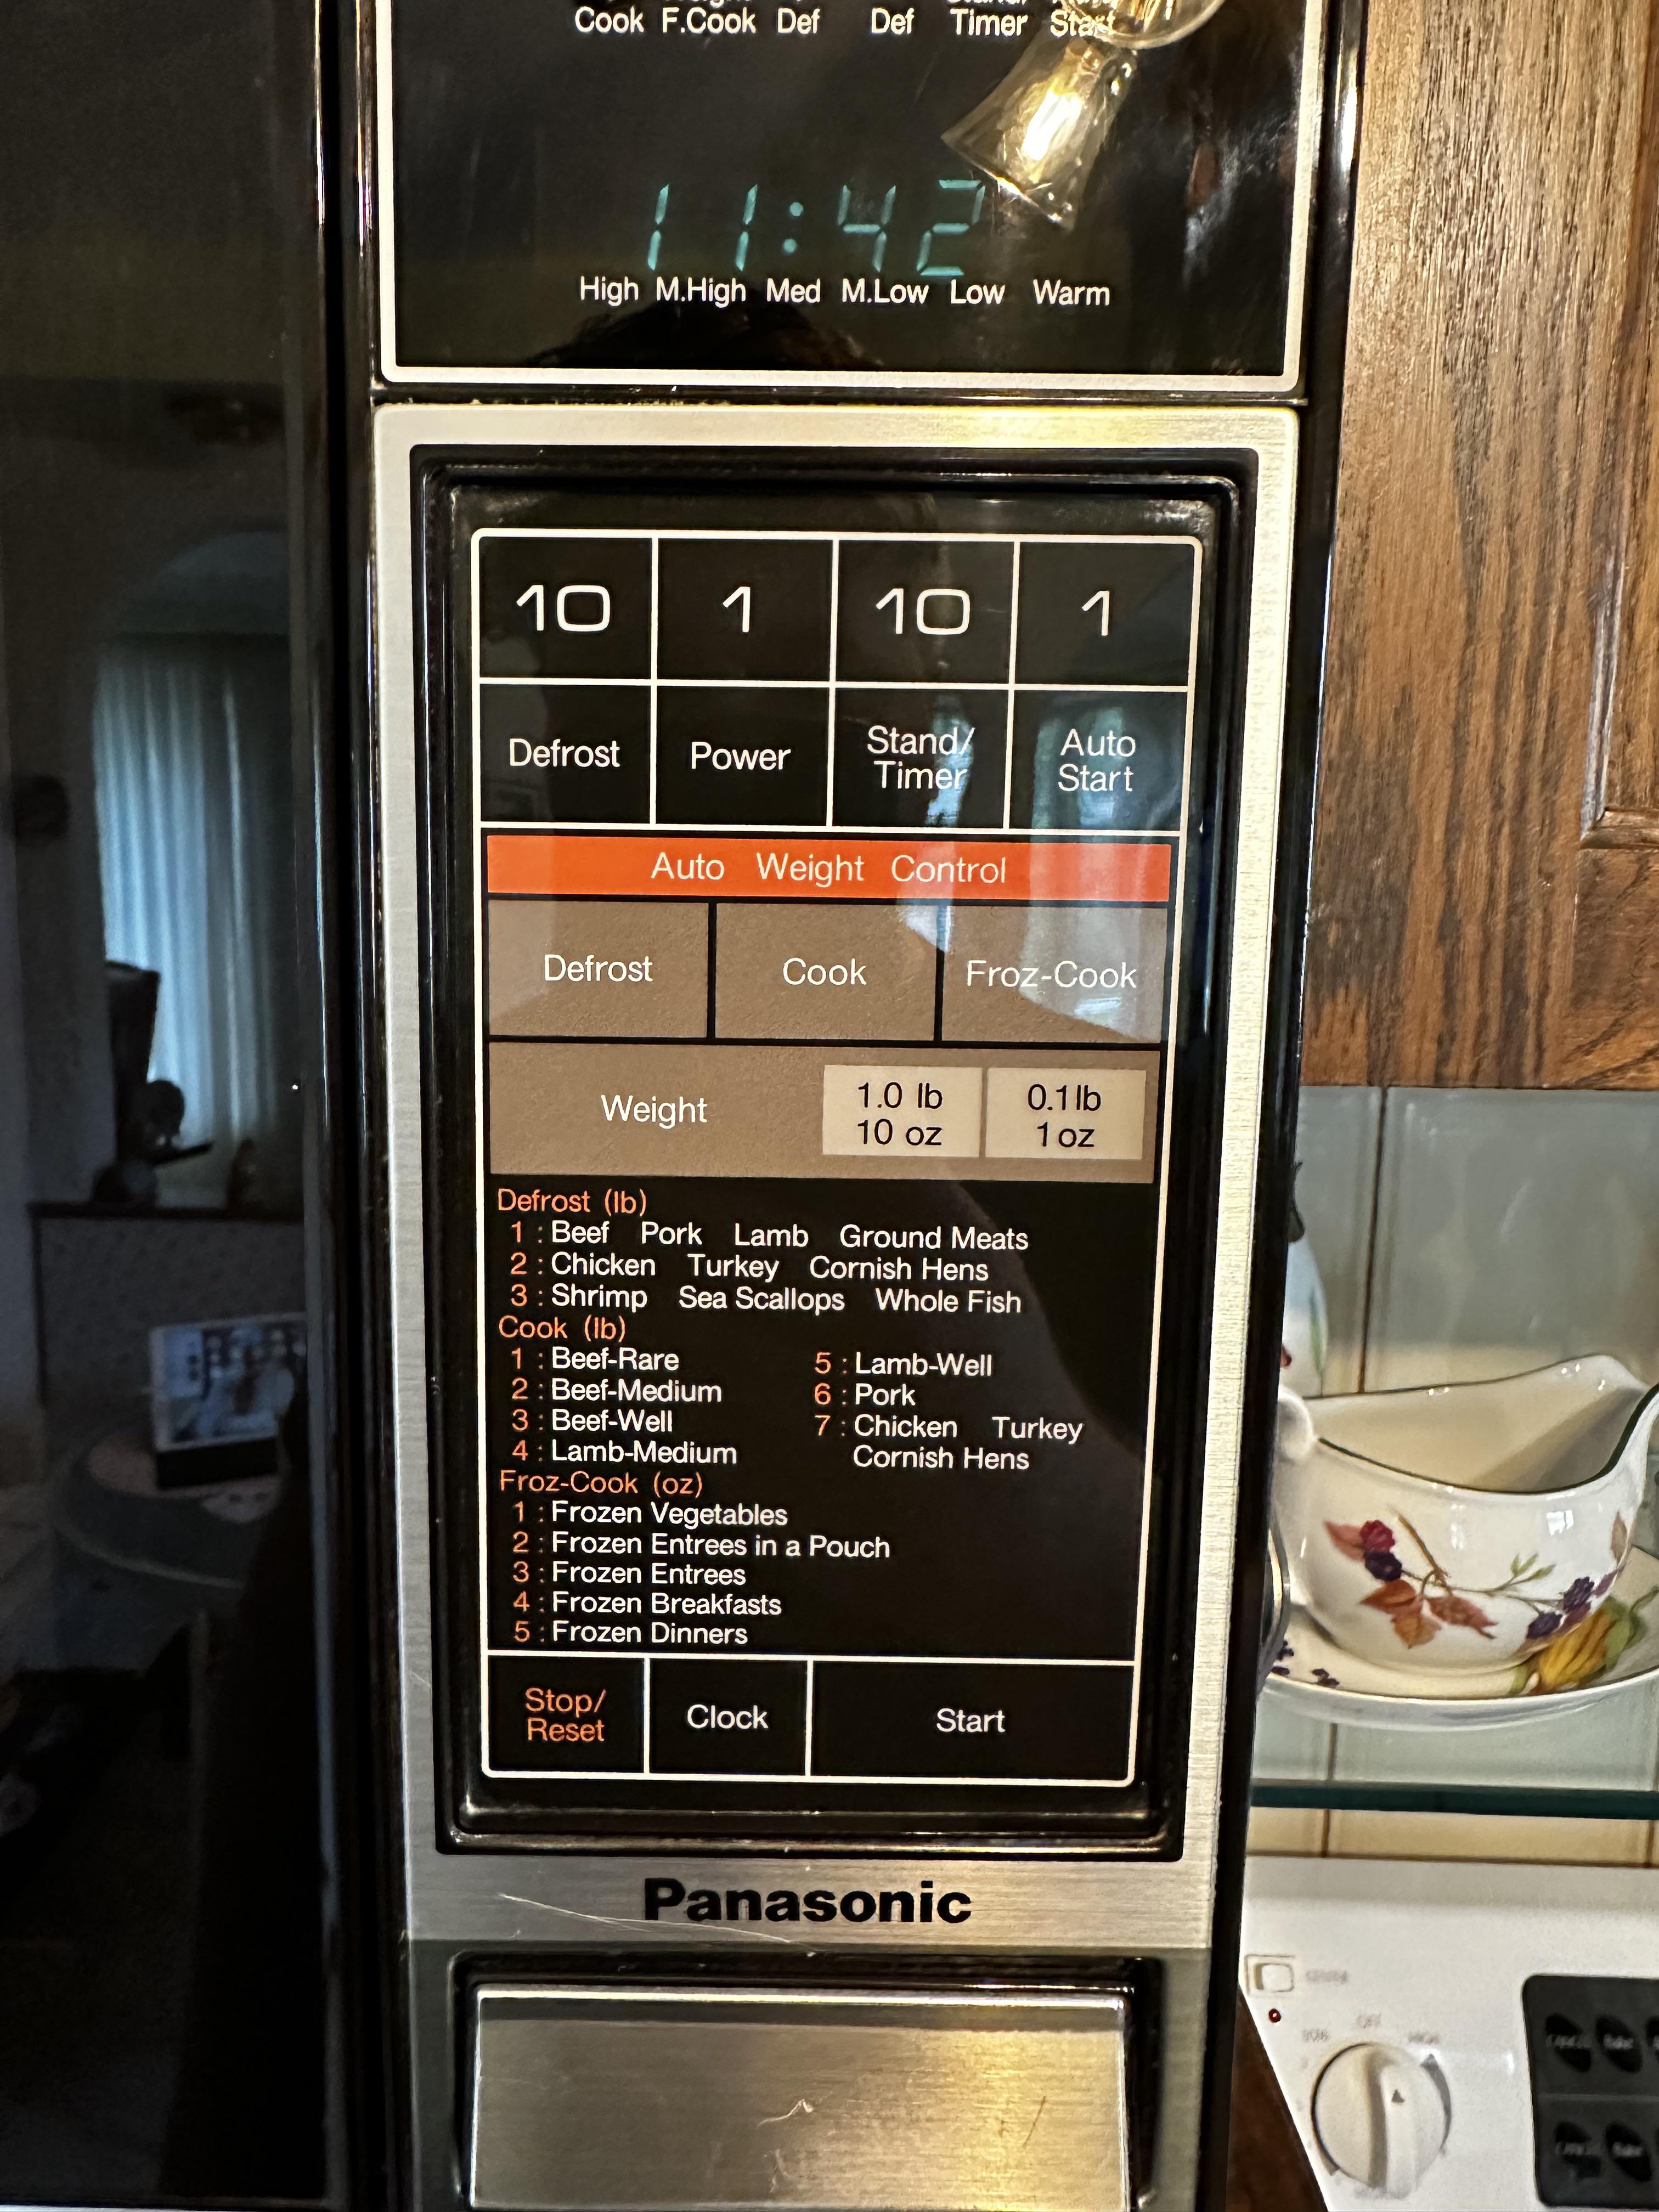 Cook F.Cook Def Def Timer Start
11:42
High M.High Med M.Low Low Warm
10 1 10 1
Defrost Power Stand/ Timer Auto Start
Auto Weight Control
Defrost Cook Froz-Cook
Weight 1.0 lb 10 oz 0.1 lb 1 oz
Defrost (lb)
1 : Beef Pork Lamb Ground Meats
2 : Chicken Turkey Cornish Hens
3 : Shrimp Sea Scallops Whole Fish
Cook (lb)
1 : Beef-Rare 5 : Lamb-Well
2 : Beef-Medium 6 : Pork
3 : Beef-Well 7 : Chicken Turkey
4 : Lamb-Medium Cornish Hens
Froz-Cook (oz)
1 : Frozen Vegetables
2 : Frozen Entrees in a Pouch
3 : Frozen Entrees
4 : Frozen Breakfasts
5 : Frozen Dinners
Stop/ Reset Clock Start
Panasonic
OFF
HIGH